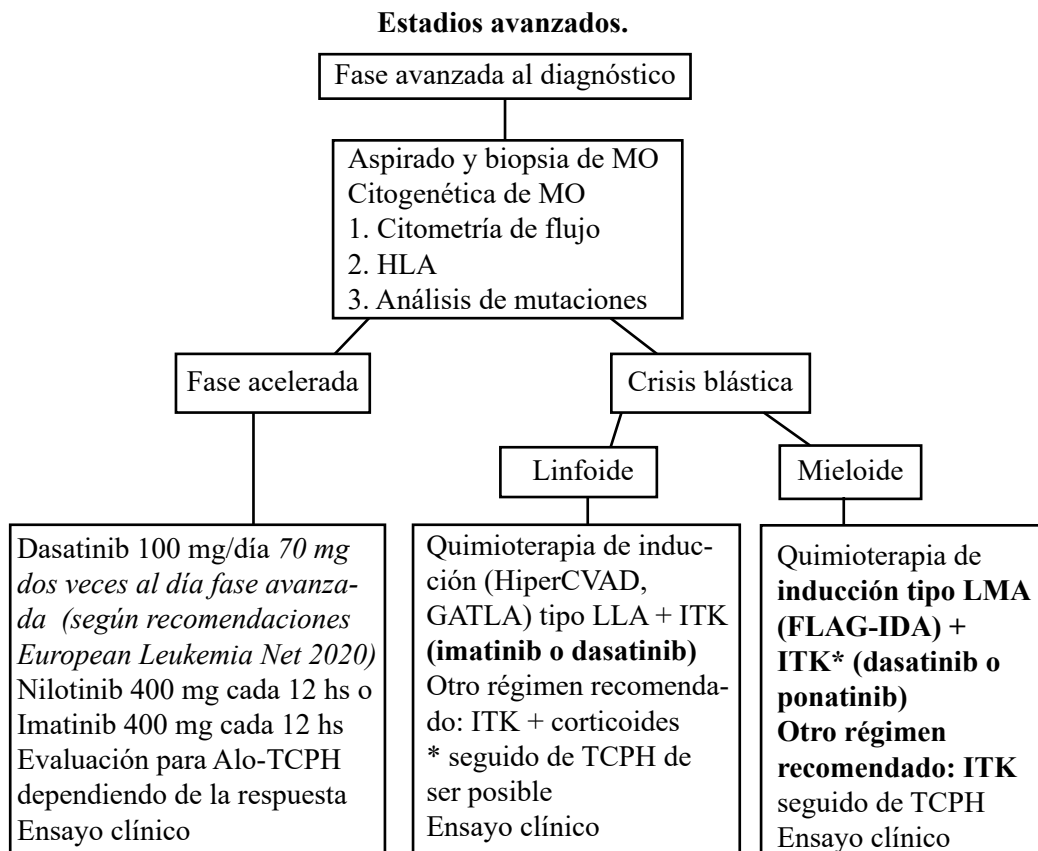 Estadios avanzados.
Fase avanzada al diagnóstico
Aspirado y biopsia de MO
Citogenética de MO
1. Citometría de flujo
2. HLA
3. Análisis de mutaciones
Fase acelerada
Crisis blástica
Linfoide
Mieloide
Dasatinib 100 mg/día 70 mg
dos veces al día fase avanza-
da (según recomendaciones
European Leukemia Net 2020)
Nilotinib 400 mg cada 12 hs o
Imatinib 400 mg cada 12 hs
Evaluación para Alo-TCPH
dependiendo de la respuesta
Ensayo clínico
Quimioterapia de induc-
ción (HiperCVAD,
GATLA) tipo LLA + ITK
(imatinib o dasatinib)
Otro régimen recomenda-
do: ITK + corticoides
* seguido de TCPH de
ser posible
Ensayo clínico
Quimioterapia de
inducción tipo LMA
(FLAG-IDA) +
ITK* (dasatinib o
ponatinib)
Otro régimen
recomendado: ITK
seguido de TCPH
Ensayo clínico